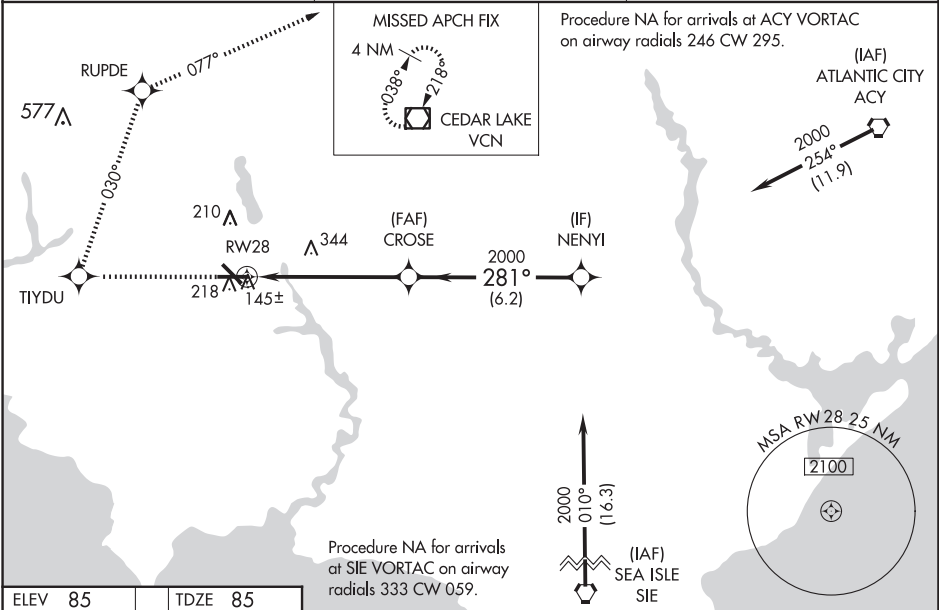 MISSED APCH FIX
4 NM
038°
218°
CEDAR LAKE
VCN
Procedure NA for arrivals at ACY VORTAC
on airway radials 246 CW 295.
(IAF)
ATLANTIC CITY
ACY
2000
254°
(11.9)
RUPDE
077°
577
030°
210
RW28
344
(FAF)
CROSE
(IF)
NENYI
2000
281°
(6.2)
TIYDU
218
145±
MSA RW 28 25 NM
2100
2000
010°
(16.3)
(IAF)
SEA ISLE
SIE
Procedure NA for arrivals
at SIE VORTAC on airway
radials 333 CW 059.
ELEV 85
TDZE 85